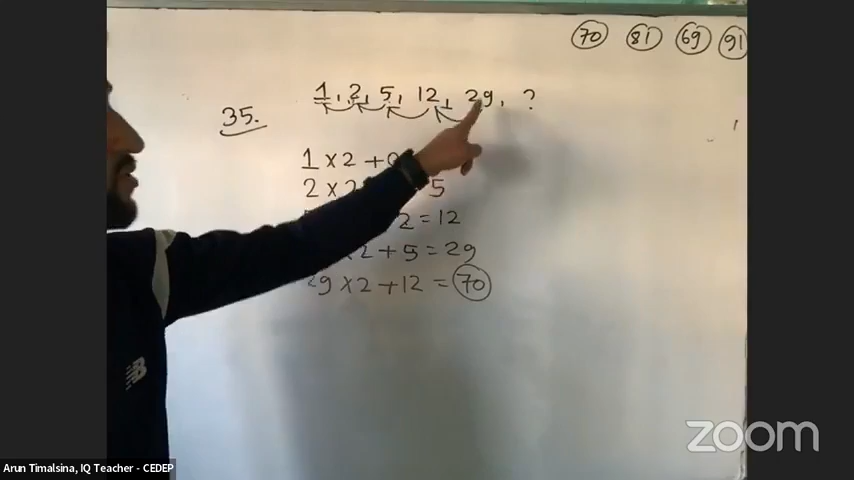 70 81 69 91
35. 1, 2, 5, 12, 29, ?
1 × 2 + 0
2 × 2 5
2 = 12
2 + 5 = 29
29 × 2 + 12 = 70
zoom
Arun Timalsina, IQ Teacher - CEDEP